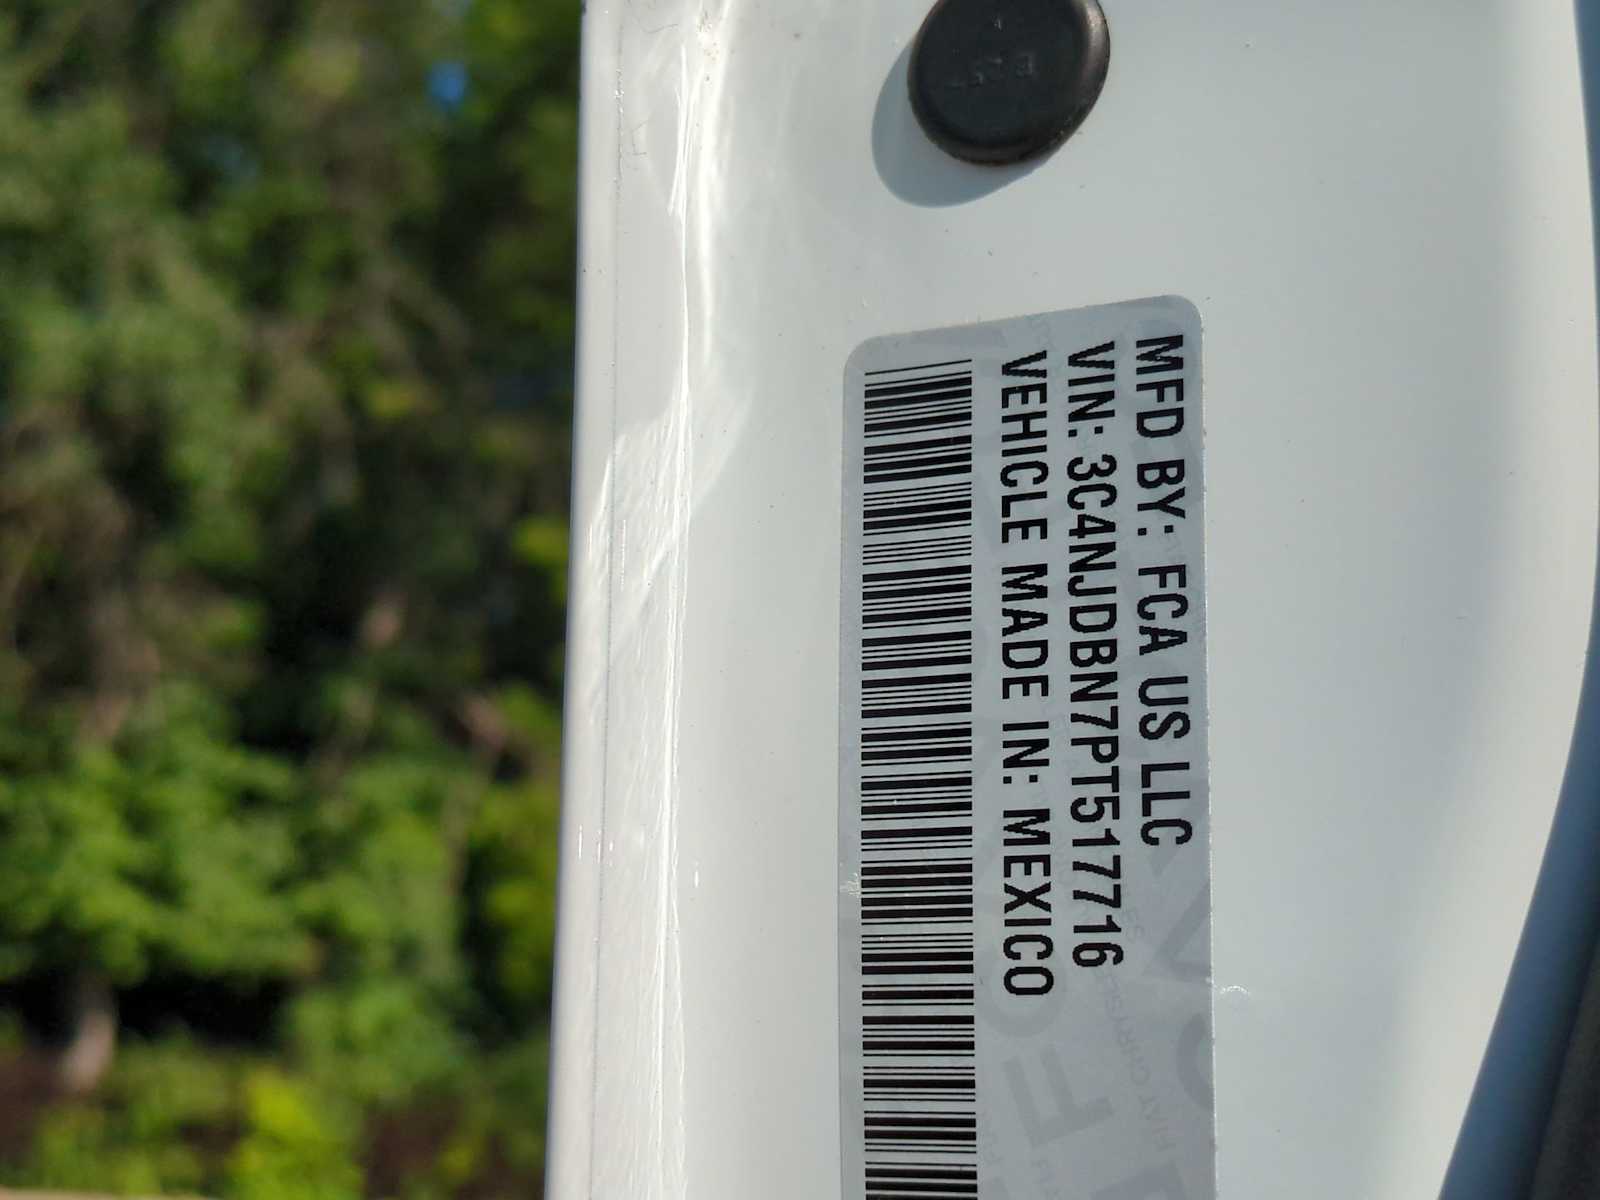 MFD BY: FCA US LLC
VIN: 3C4NJDBN7PT517716
VEHICLE MADE IN: MEXICO